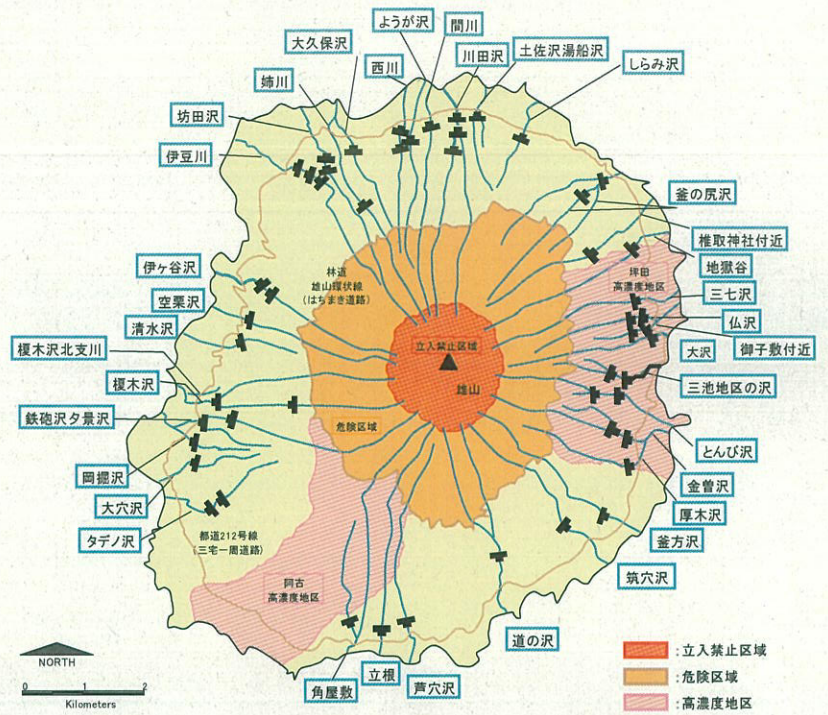 ようが沢
間川
大久保沢
西川
川田沢
土佐沢湯船沢
しらみ沢
姉川
坊田沢
伊豆川
釜の尻沢
椎取神社付近
地獄谷
伊ヶ谷沢
林道
雄山環状線
(はちまき道路)
坪田
高濃度地区
三七沢
空栗沢
仏沢
清水沢
御子敷付近
立入禁止区域
大沢
榎木沢北支川
三池地区の沢
雄山
榎木沢
鉄砲沢夕景沢
危険区域
とんび沢
岡掘沢
金曽沢
大穴沢
厚木沢
タデノ沢
都道212号線
(三宅一周道路)
釜方沢
筑穴沢
阿古
高濃度地区
道の沢
角屋敷
立根
芦穴沢
NORTH
0 1 2
Kilometers
:立入禁止区域
:危険区域
:高濃度地区